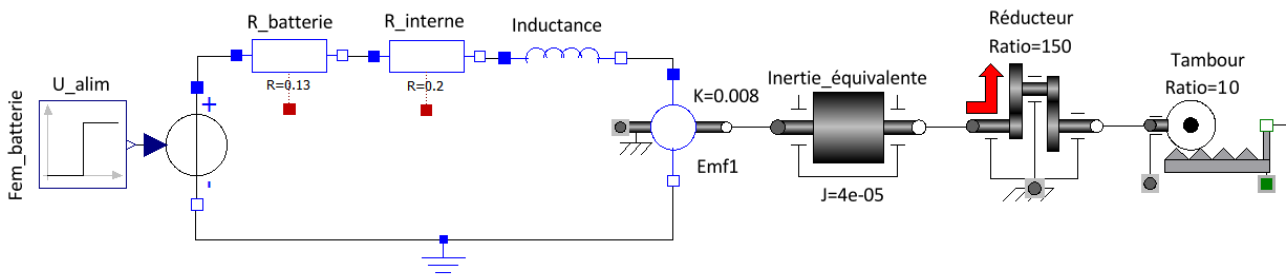 R_batterie
R_interne
Inductance
Réducteur
Ratio=150
Tambour
Ratio=10
U_alim
R=0.13
R=0.2
Inertie_équivalente
K=0.008
Fem_batterie
+
-
Emf1
J=4e-05